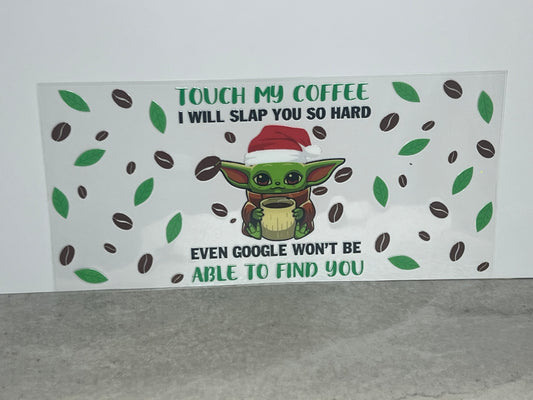 TOUCH MY COFFEE
I WILL SLAP YOU SO HARD
EVEN GOOGLE WON'T BE
ABLE TO FIND YOU